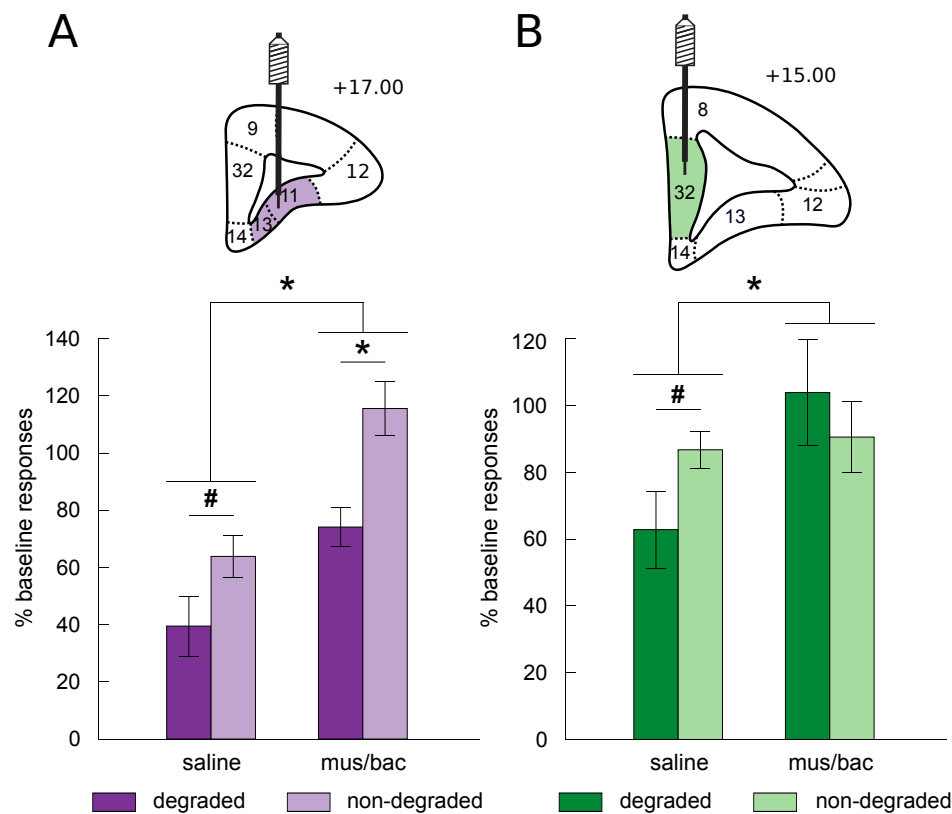 A
+17.00
9
32
12
11
13
14
*
% baseline responses
140
120
100
80
60
40
20
0
#
*
saline
mus/bac
degraded
non-degraded
B
+15.00
8
32
13
12
14
*
% baseline responses
120
100
80
60
40
20
0
#
saline
mus/bac
degraded
non-degraded